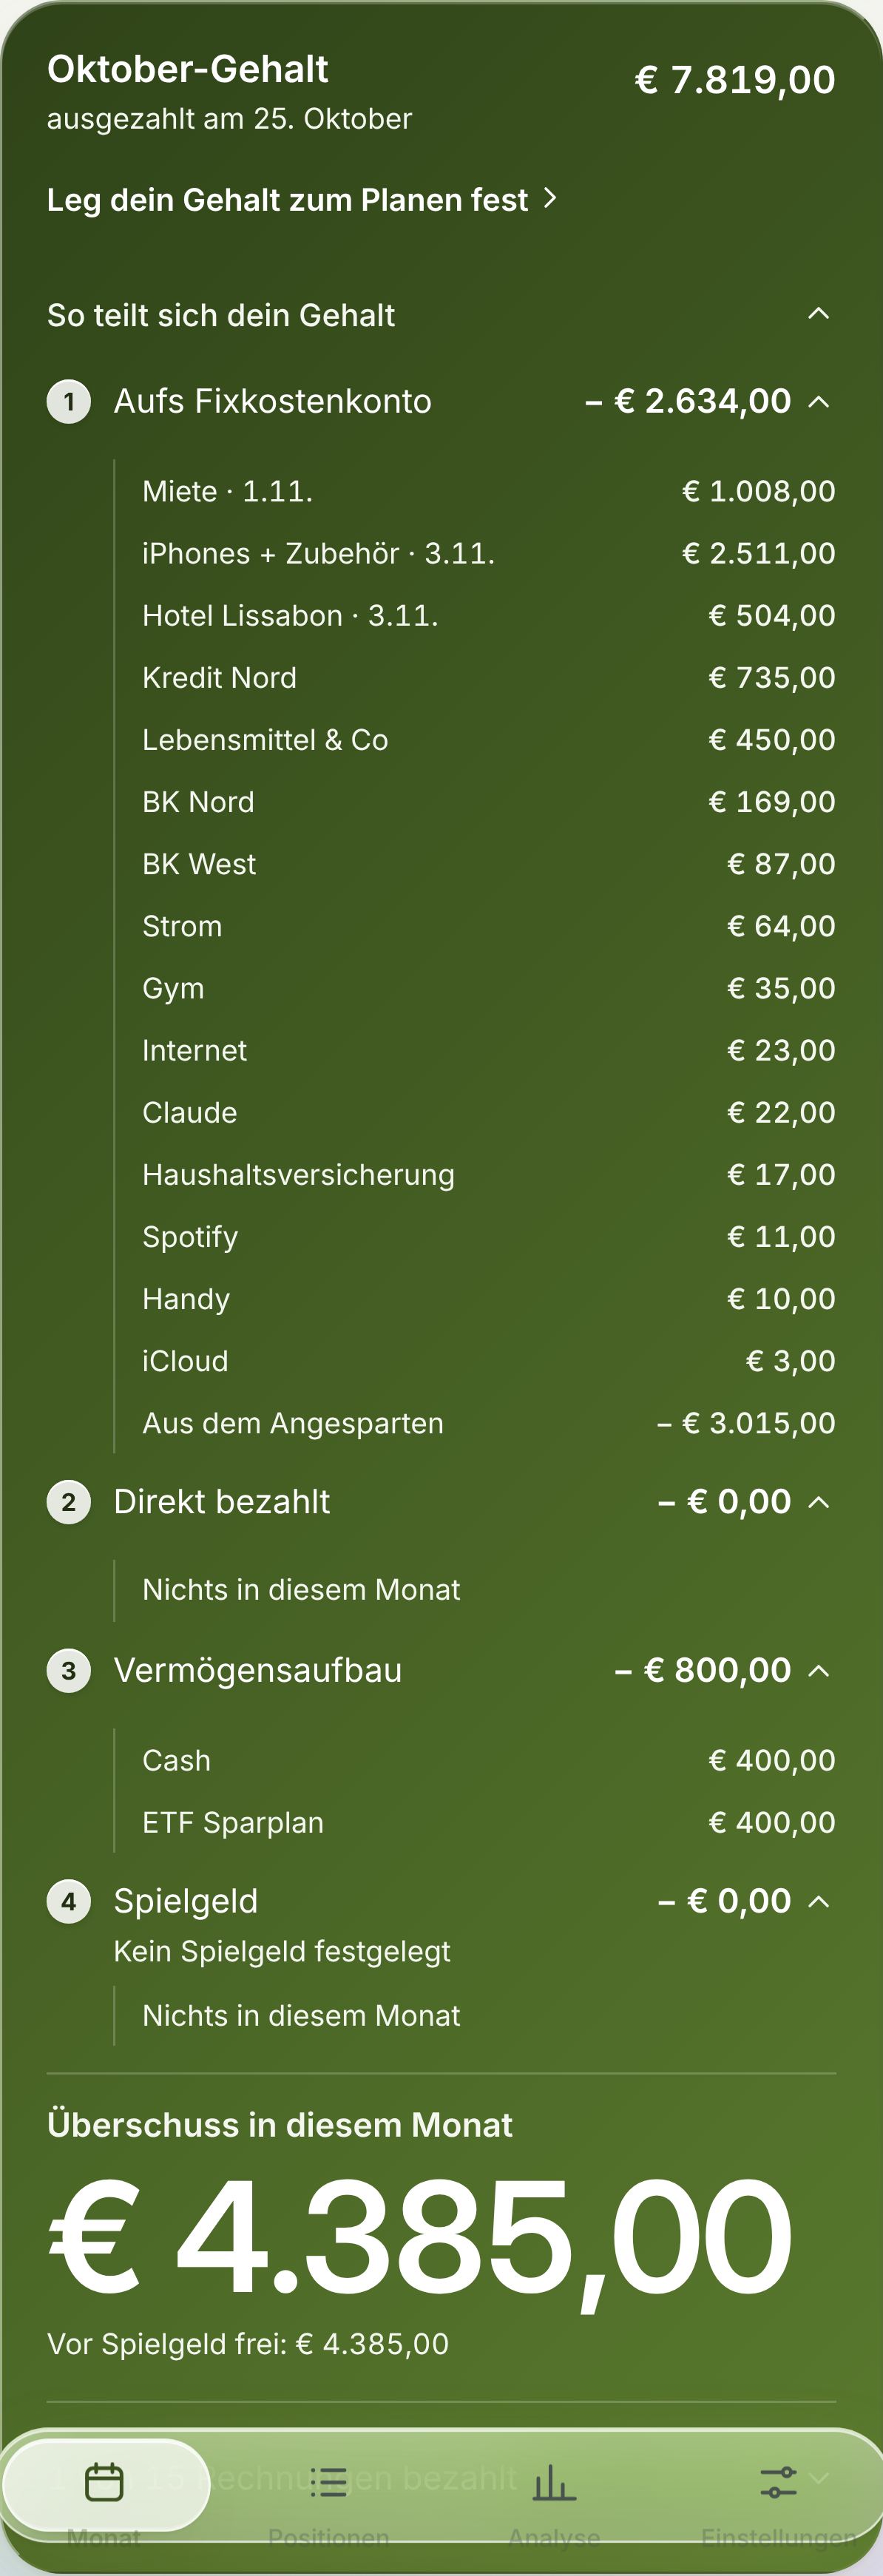 Oktober-Gehalt
€ 7.819,00
ausgezahlt am 25. Oktober
Leg dein Gehalt zum Planen fest
So teilt sich dein Gehalt
1 Aufs Fixkostenkonto – € 2.634,00
Miete · 1.11. € 1.008,00
iPhones + Zubehör · 3.11. € 2.511,00
Hotel Lissabon · 3.11. € 504,00
Kredit Nord € 735,00
Lebensmittel & Co € 450,00
BK Nord € 169,00
BK West € 87,00
Strom € 64,00
Gym € 35,00
Internet € 23,00
Claude € 22,00
Haushaltsversicherung € 17,00
Spotify € 11,00
Handy € 10,00
iCloud € 3,00
Aus dem Angesparten – € 3.015,00
2 Direkt bezahlt – € 0,00
Nichts in diesem Monat
3 Vermögensaufbau – € 800,00
Cash € 400,00
ETF Sparplan € 400,00
4 Spielgeld – € 0,00
Kein Spielgeld festgelegt
Nichts in diesem Monat
Überschuss in diesem Monat
€ 4.385,00
Vor Spielgeld frei: € 4.385,00
Rechnungen bezahlt
Monat Positionen Analyse Einstellungen